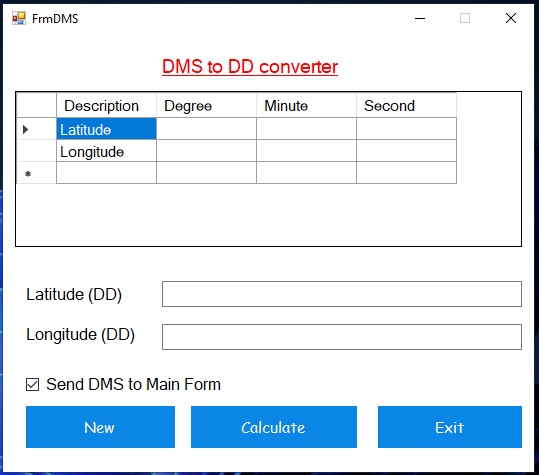 FrmDMS
DMS to DD converter
Description Degree Minute Second
Latitude
Longitude
Latitude (DD)
Longitude (DD)
Send DMS to Main Form
New Calculate Exit